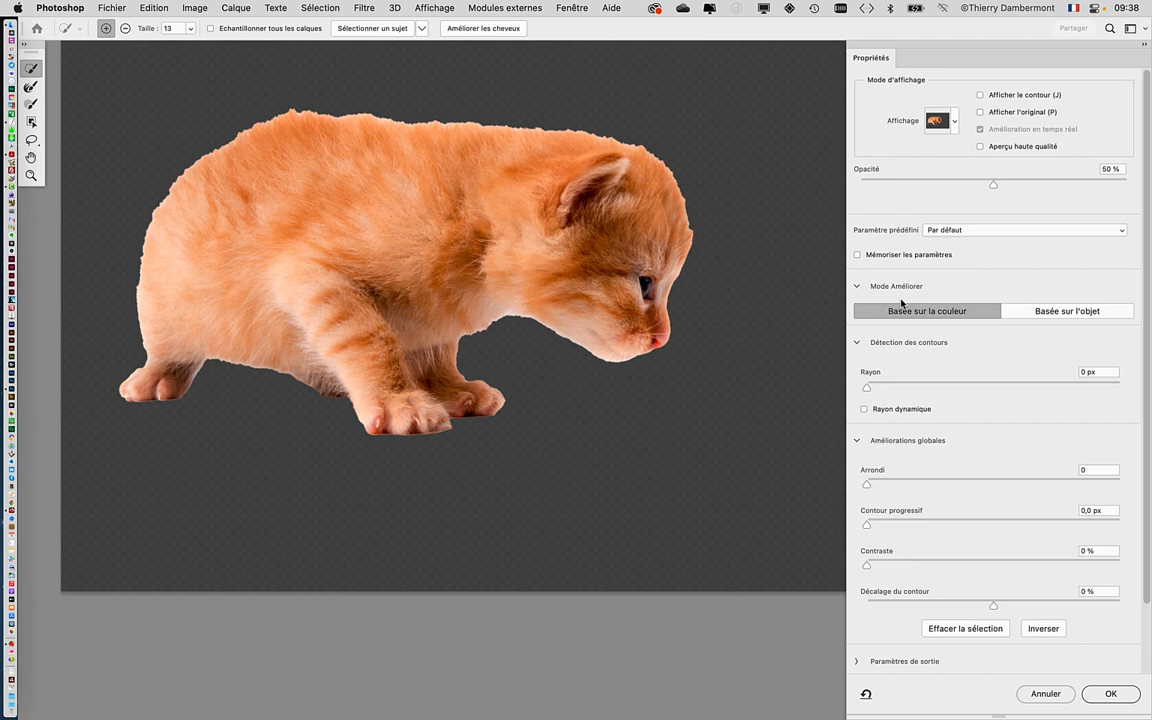 Photoshop Fichier Edition Image Calque Texte Sélection Filtre 3D Affichage Modules externes Fenêtre Aide ©Thierry Dambermont 09:38
Taille : 13 Echantillonner tous les calques Sélectionner un sujet Améliorer les cheveux Partager
Propriétés
Mode d'affichage
Afficher le contour (J)
Afficher l'original (P)
Affichage
Amélioration en temps réel
Aperçu haute qualité
Opacité 50 %
Paramètre prédéfini Par défaut
Mémoriser les paramètres
Mode Améliorer
Basée sur la couleur Basée sur l'objet
Détection des contours
Rayon 0 px
Rayon dynamique
Améliorations globales
Arrondi 0
Contour progressif 0,0 px
Contraste 0 %
Décalage du contour 0 %
Effacer la sélection Inverser
Paramètres de sortie
Annuler OK